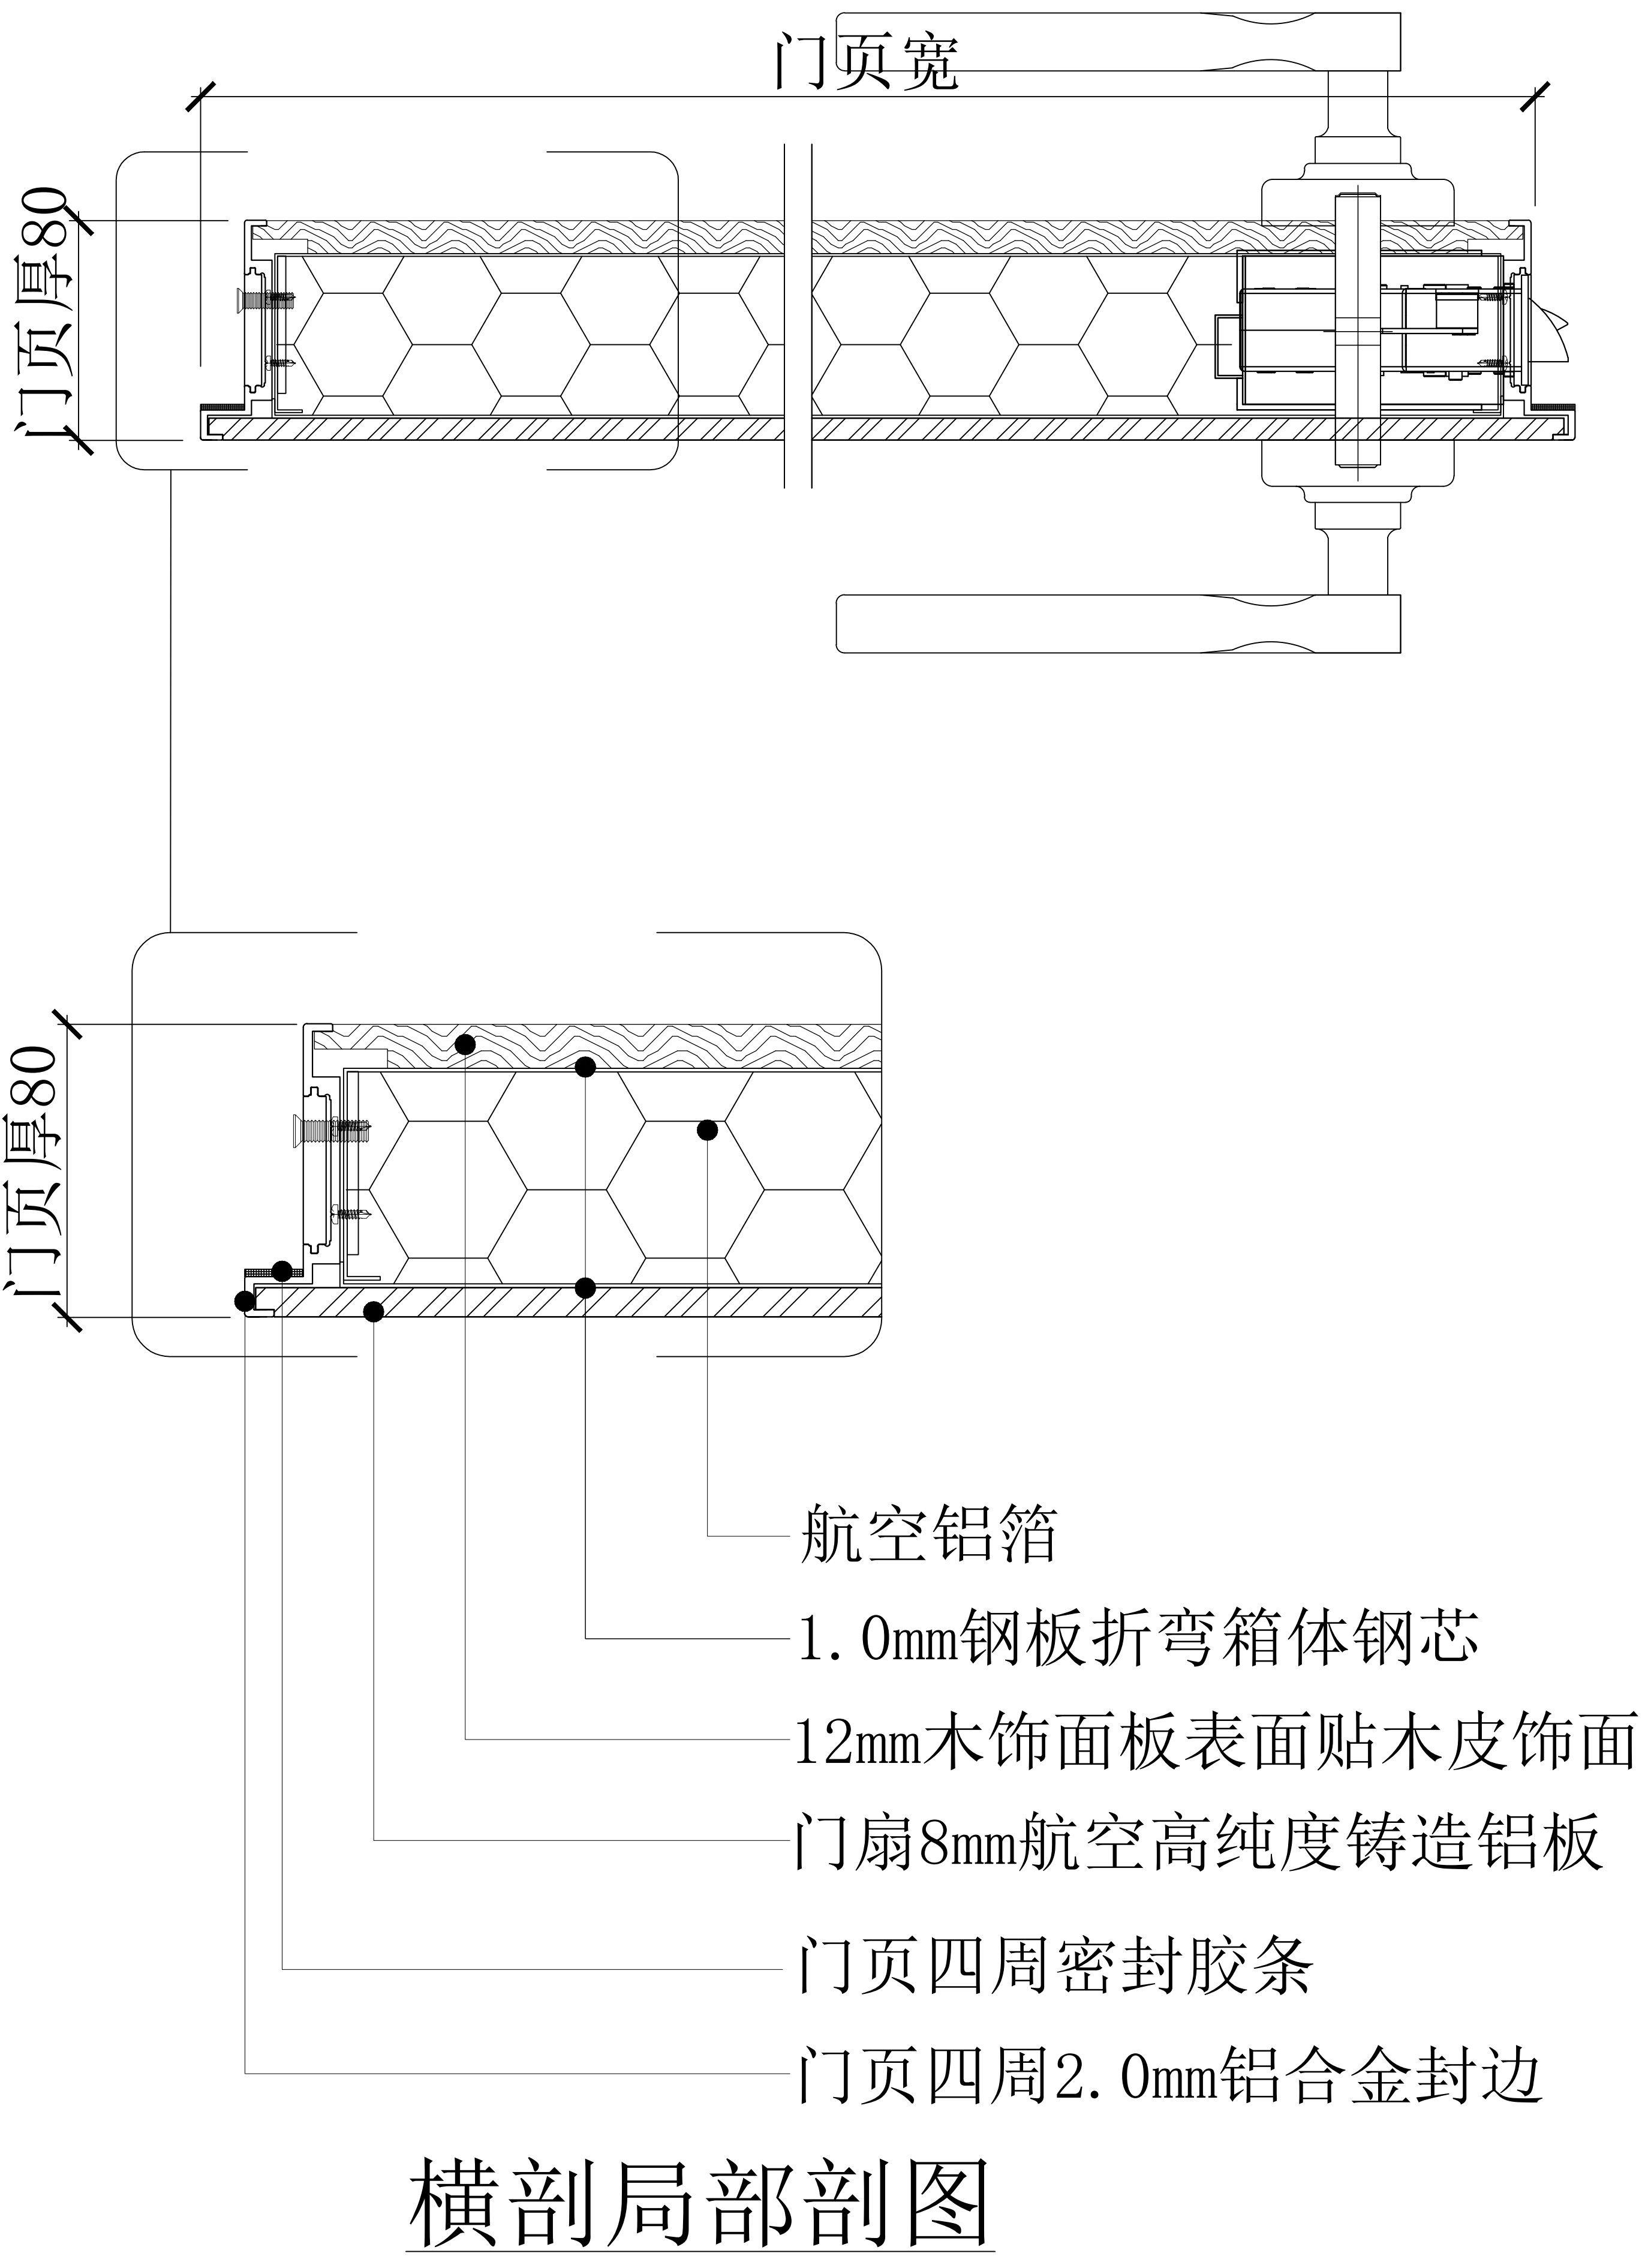 门页宽
门页厚80
门页厚80
航空铝箔
1.0mm钢板折弯箱体钢芯
12mm木饰面板表面贴木皮饰面
门扇8mm航空高纯度铸造铝板
门页四周密封胶条
门页四周2.0mm铝合金封边
横剖局部剖图